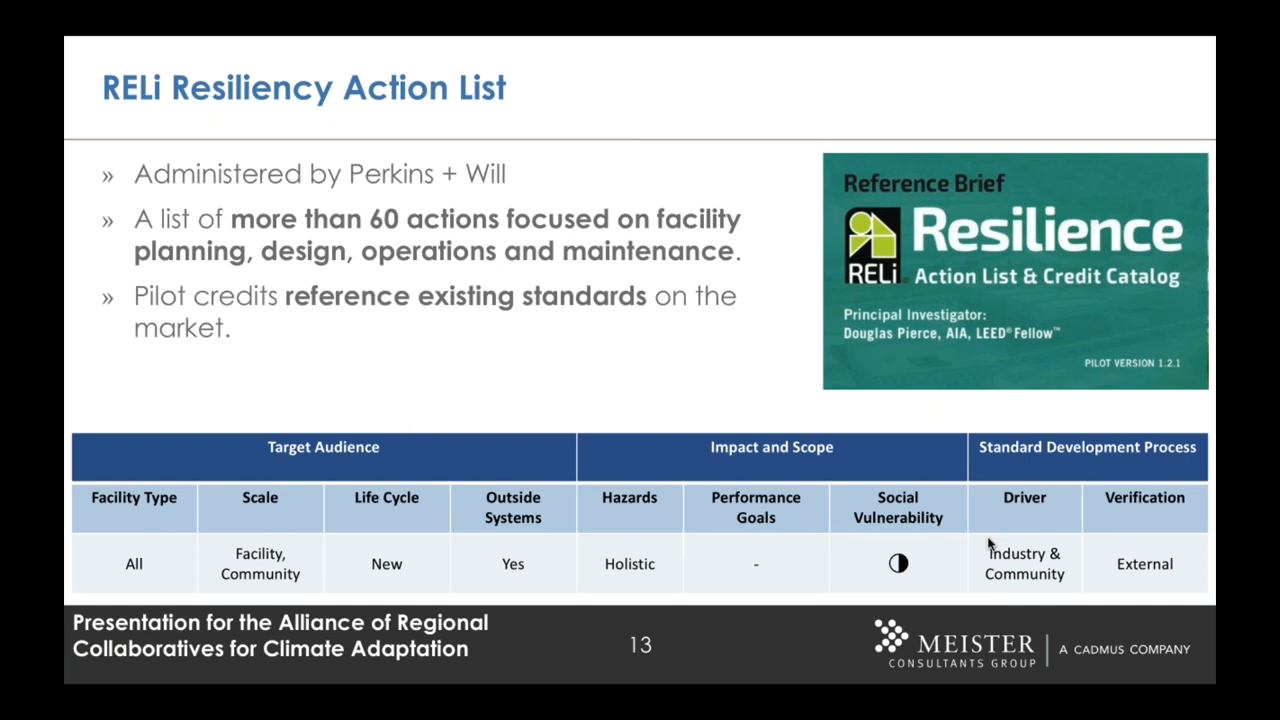 RELi Resiliency Action List
» Administered by Perkins + Will
» A list of more than 60 actions focused on facility
planning, design, operations and maintenance.
» Pilot credits reference existing standards on the
market.
Reference Brief
Resilience
RELi
Action List & Credit Catalog
Principal Investigator:
Douglas Pierce, AIA, LEED® Fellow™
PILOT VERSION 1.2.1
Target Audience Impact and Scope Standard Development Process
Facility Type Scale Life Cycle Outside Systems Hazards Performance Goals Social Vulnerability Driver Verification
All Facility, Community New Yes Holistic - ◑ Industry & Community External
Presentation for the Alliance of Regional
Collaboratives for Climate Adaptation
13
MEISTER
CONSULTANTS GROUP
A CADMUS COMPANY